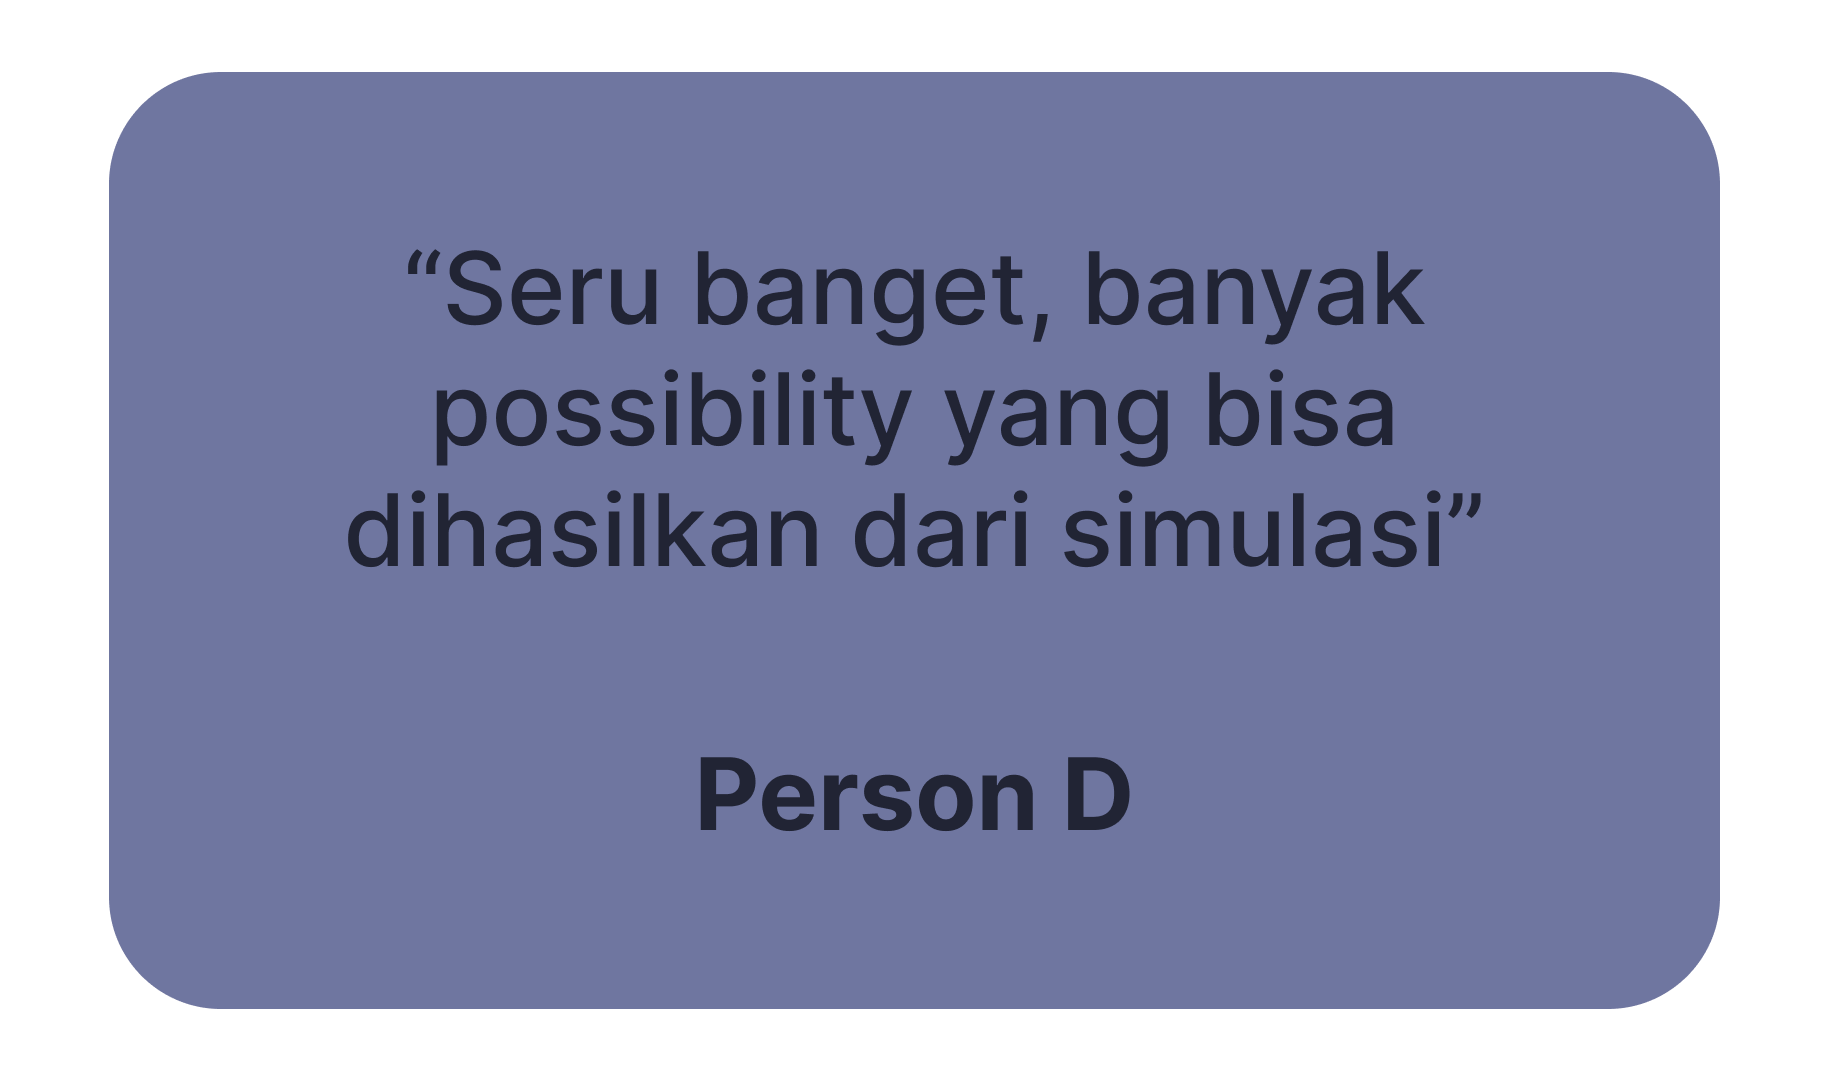 “Seru banget, banyak
possibility yang bisa
dihasilkan dari simulasi”
Person D